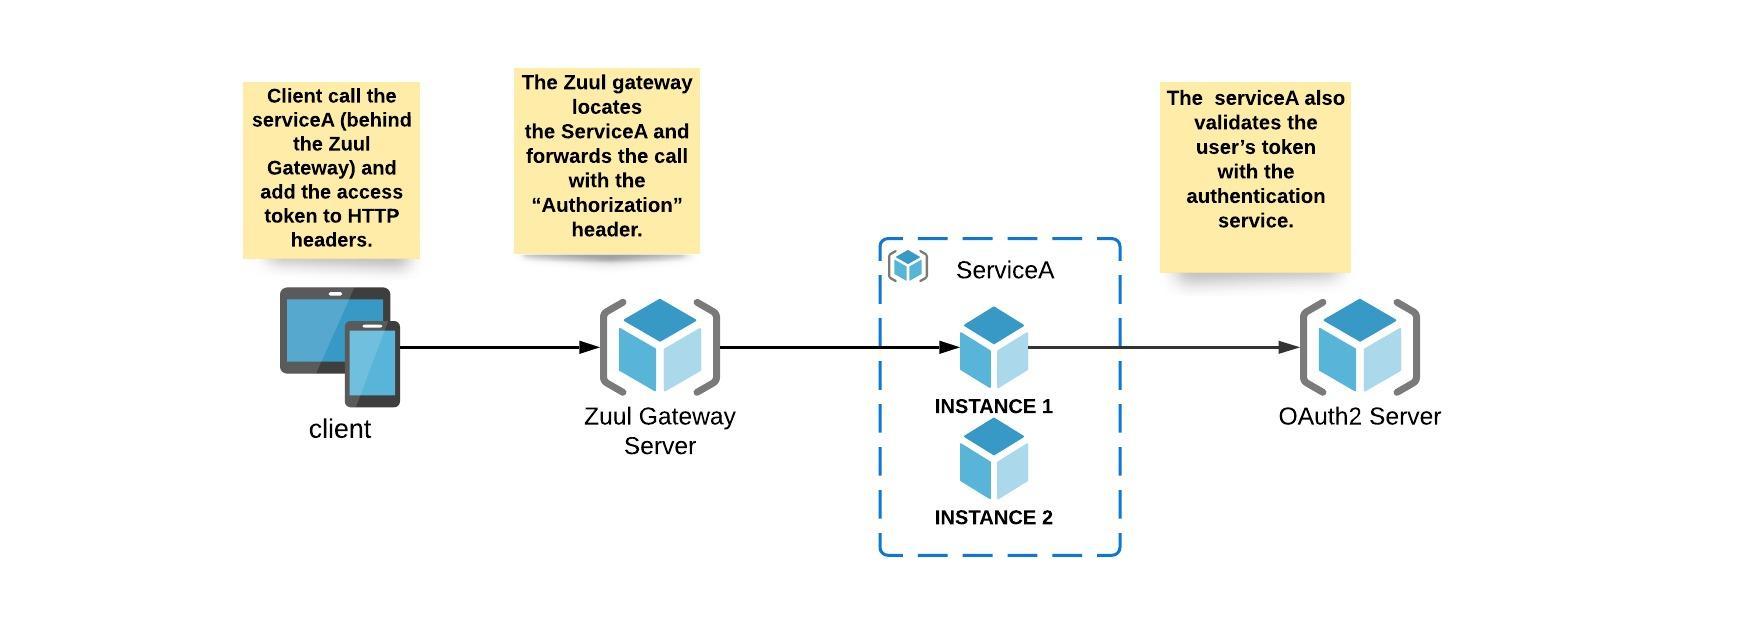 Client call the
serviceA (behind
the Zuul
Gateway) and
add the access
token to HTTP
headers.
The Zuul gateway
locates
the ServiceA and
forwards the call
with the
“Authorization”
header.
The  serviceA also
validates the
user’s token
with the
authentication
service.
ServiceA
INSTANCE 1
INSTANCE 2
client
Zuul Gateway
Server
OAuth2 Server